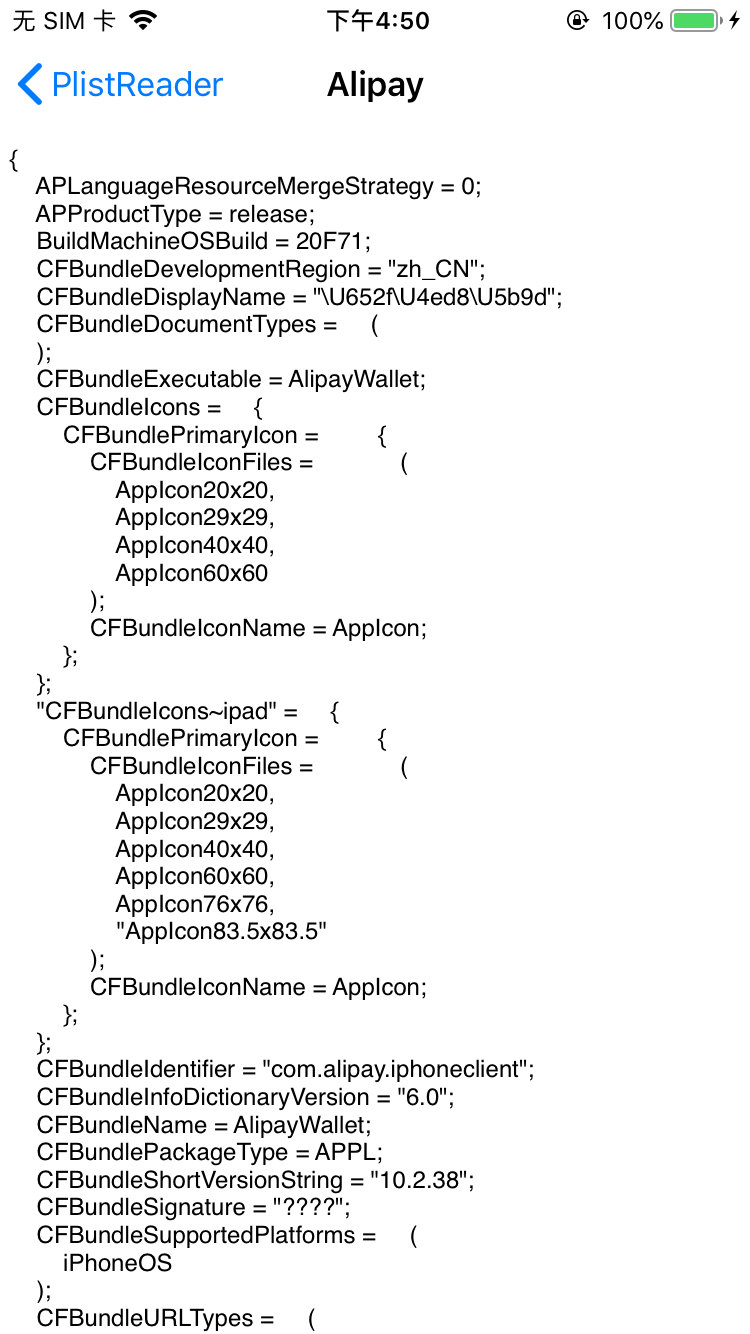 无 SIM 卡 下午4:50 100%
PlistReader Alipay
{
    APLanguageResourceMergeStrategy = 0;
    APProductType = release;
    BuildMachineOSBuild = 20F71;
    CFBundleDevelopmentRegion = "zh_CN";
    CFBundleDisplayName = "\U652f\U4ed8\U5b9d";
    CFBundleDocumentTypes =     (
    );
    CFBundleExecutable = AlipayWallet;
    CFBundleIcons =     {
        CFBundlePrimaryIcon =         {
            CFBundleIconFiles =             (
                AppIcon20x20,
                AppIcon29x29,
                AppIcon40x40,
                AppIcon60x60
            );
            CFBundleIconName = AppIcon;
        };
    };
    "CFBundleIcons~ipad" =     {
        CFBundlePrimaryIcon =         {
            CFBundleIconFiles =             (
                AppIcon20x20,
                AppIcon29x29,
                AppIcon40x40,
                AppIcon60x60,
                AppIcon76x76,
                "AppIcon83.5x83.5"
            );
            CFBundleIconName = AppIcon;
        };
    };
    CFBundleIdentifier = "com.alipay.iphoneclient";
    CFBundleInfoDictionaryVersion = "6.0";
    CFBundleName = AlipayWallet;
    CFBundlePackageType = APPL;
    CFBundleShortVersionString = "10.2.38";
    CFBundleSignature = "????";
    CFBundleSupportedPlatforms =     (
        iPhoneOS
    );
    CFBundleURLTypes =     (